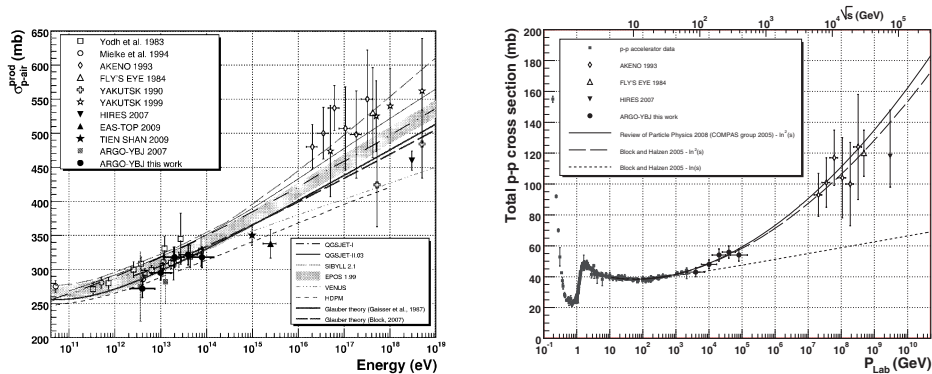 σ prod p-air (mb)
650
600
550
500
450
400
350
300
250
200
Yodh et al. 1983
Mielke et al. 1994
AKENO 1993
FLY'S EYE 1984
YAKUTSK 1990
YAKUTSK 1999
HIRES 2007
EAS-TOP 2009
TIEN SHAN 2009
ARGO-YBJ 2007
ARGO-YBJ this work
QGSJET-I
QGSJET-II.03
SIBYLL 2.1
EPOS 1.99
VENUS
HDPM
Glauber theory (Gaisser et al., 1987)
Glauber theory (Block, 2007)
10^11 10^12 10^13 10^14 10^15 10^16 10^17 10^18 10^19
Energy (eV)
√s (GeV)
10 10^2 10^3 10^4 10^5
Total p-p cross section (mb)
200
180
160
140
120
100
80
60
40
20
0
p-p accelerator data
AKENO 1993
FLY'S EYE 1984
HIRES 2007
ARGO-YBJ this work
Review of Particle Physics 2008 (COMPAS group 2005) - ln²(s)
Block and Halzen 2005 - ln²(s)
Block and Halzen 2005 - ln(s)
10^-1 1 10 10^2 10^3 10^4 10^5 10^6 10^7 10^8 10^9 10^10
P Lab (GeV)